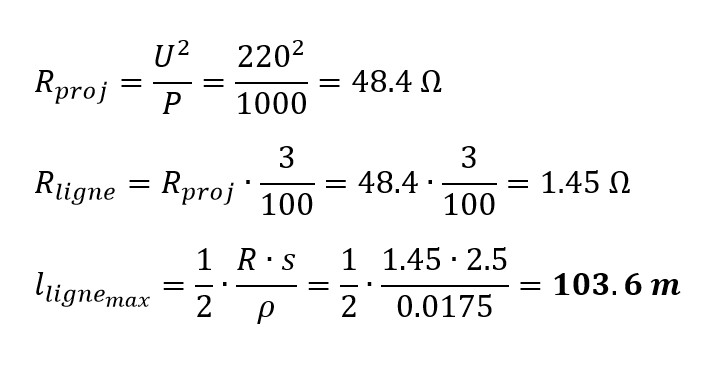 R_proj = U²/P = 220²/1000 = 48.4 Ω
R_ligne = R_proj · 3/100 = 48.4 · 3/100 = 1.45 Ω
l_ligne_max = 1/2 · R · s/ρ = 1/2 · 1.45 · 2.5/0.0175 = 103.6 m